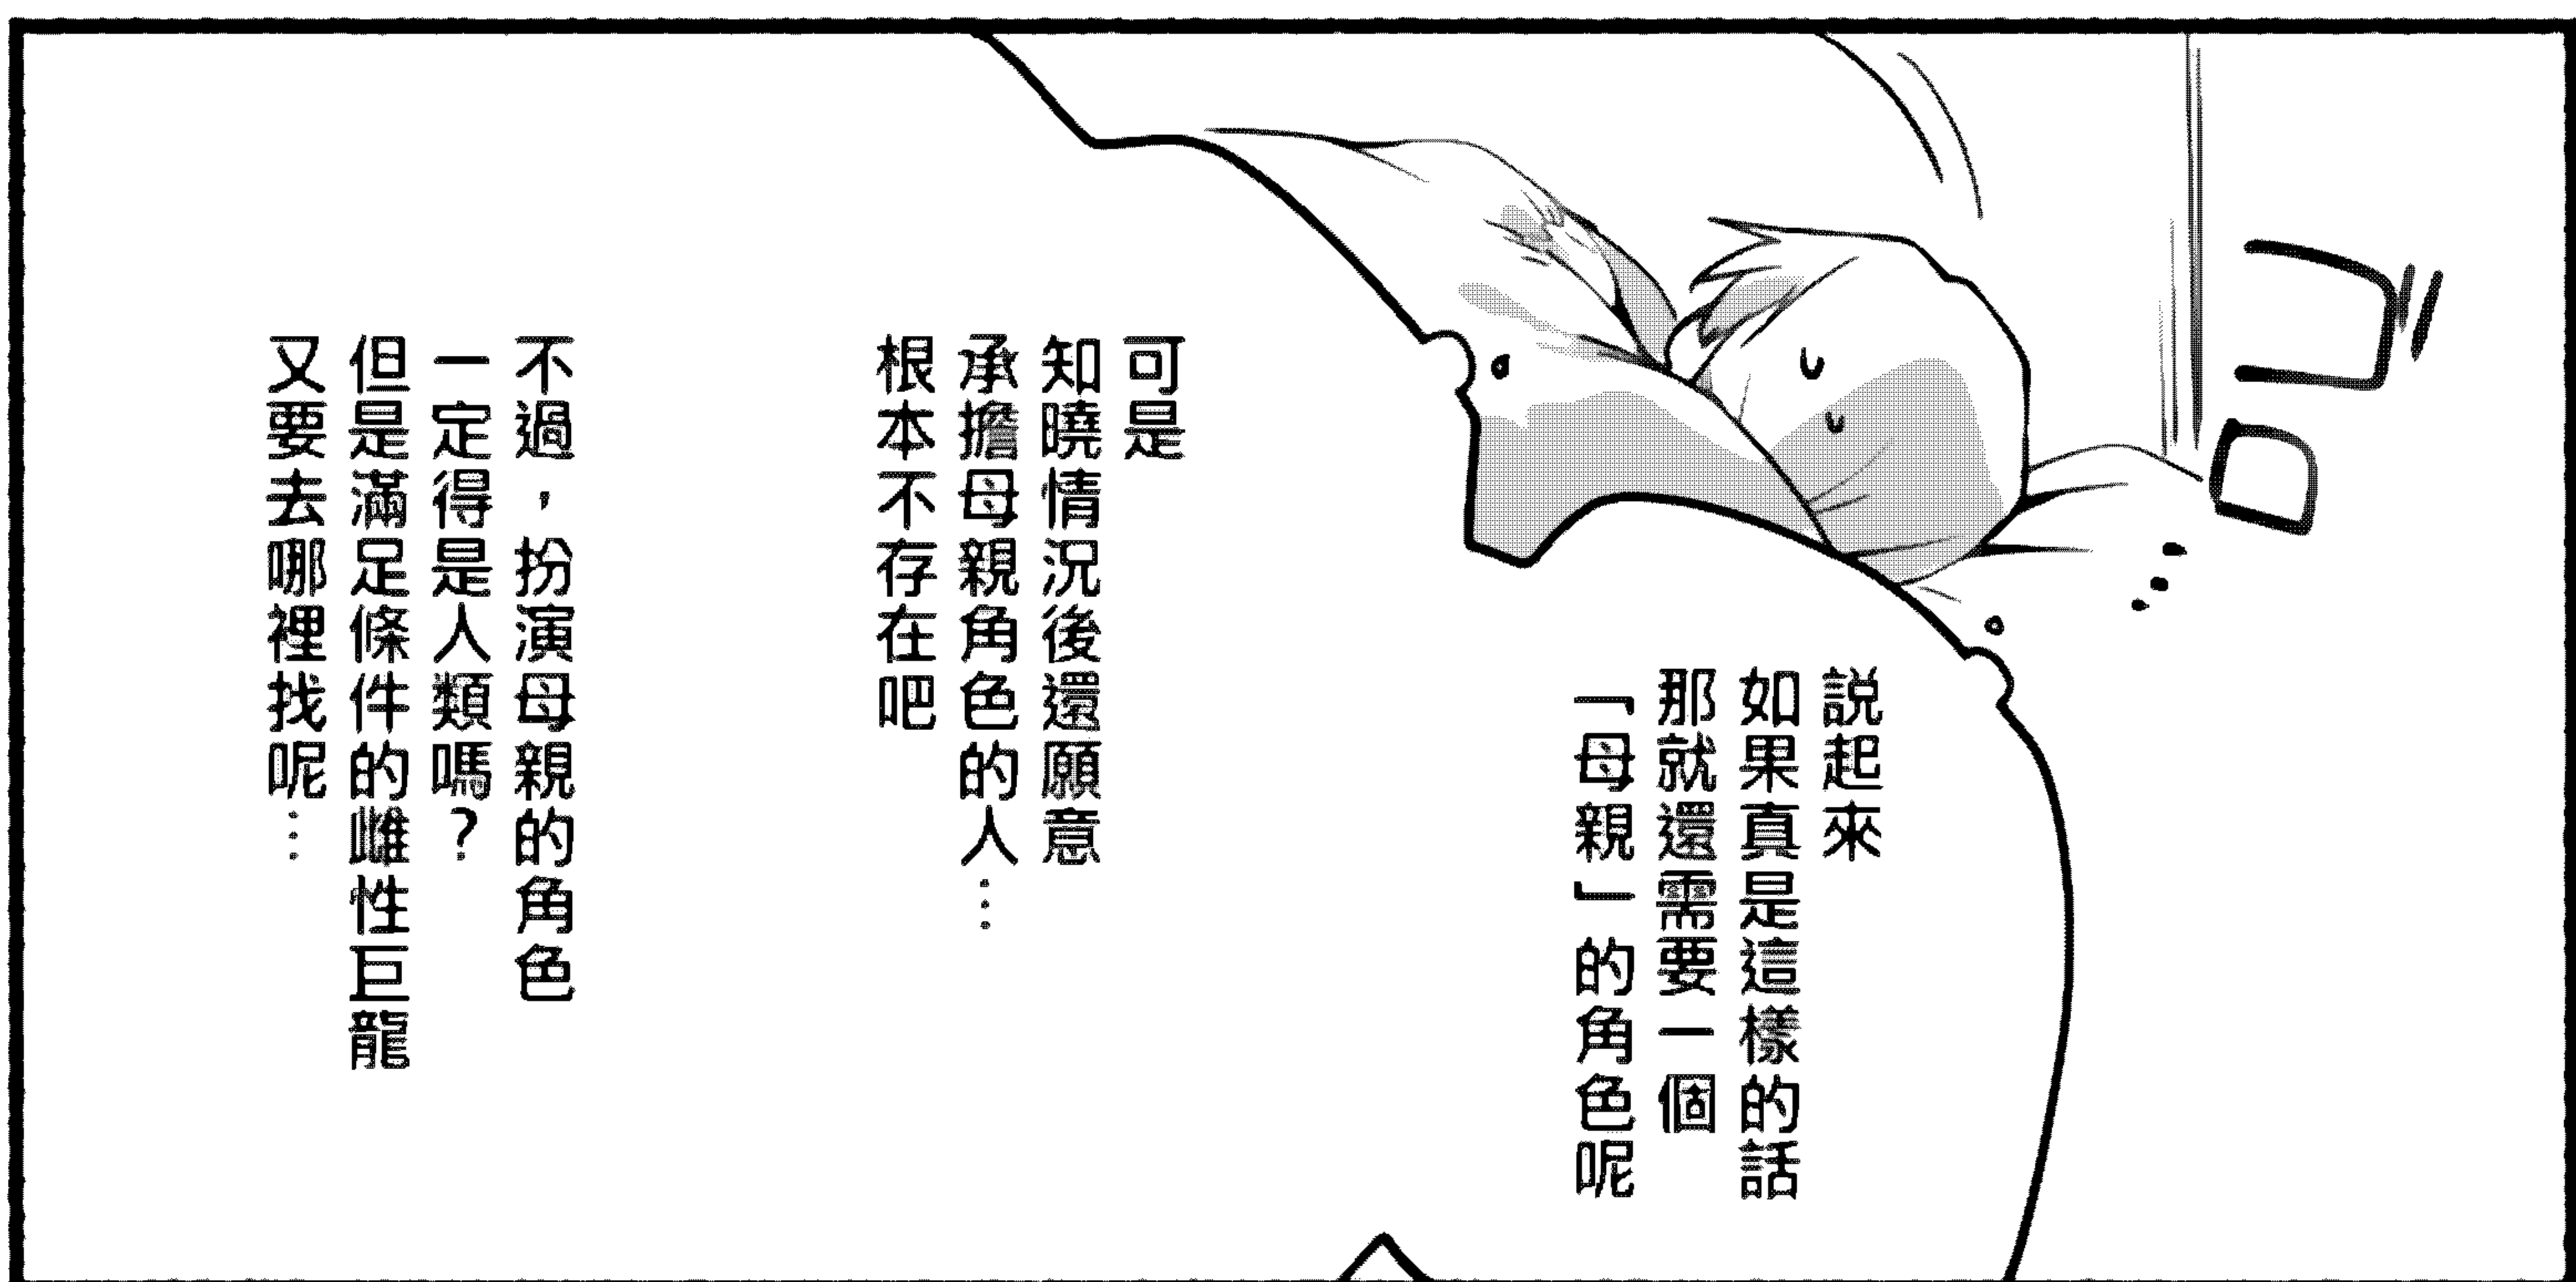 說起來
如果真是這樣的話
那就還需要一個
「母親」的角色呢
可是
知曉情況後還願意
承擔母親角色的人…
根本不存在吧
不過，扮演母親的角色
一定得是人類嗎？
但是滿足條件的雌性巨龍
又要去哪裡找呢…
コロ…